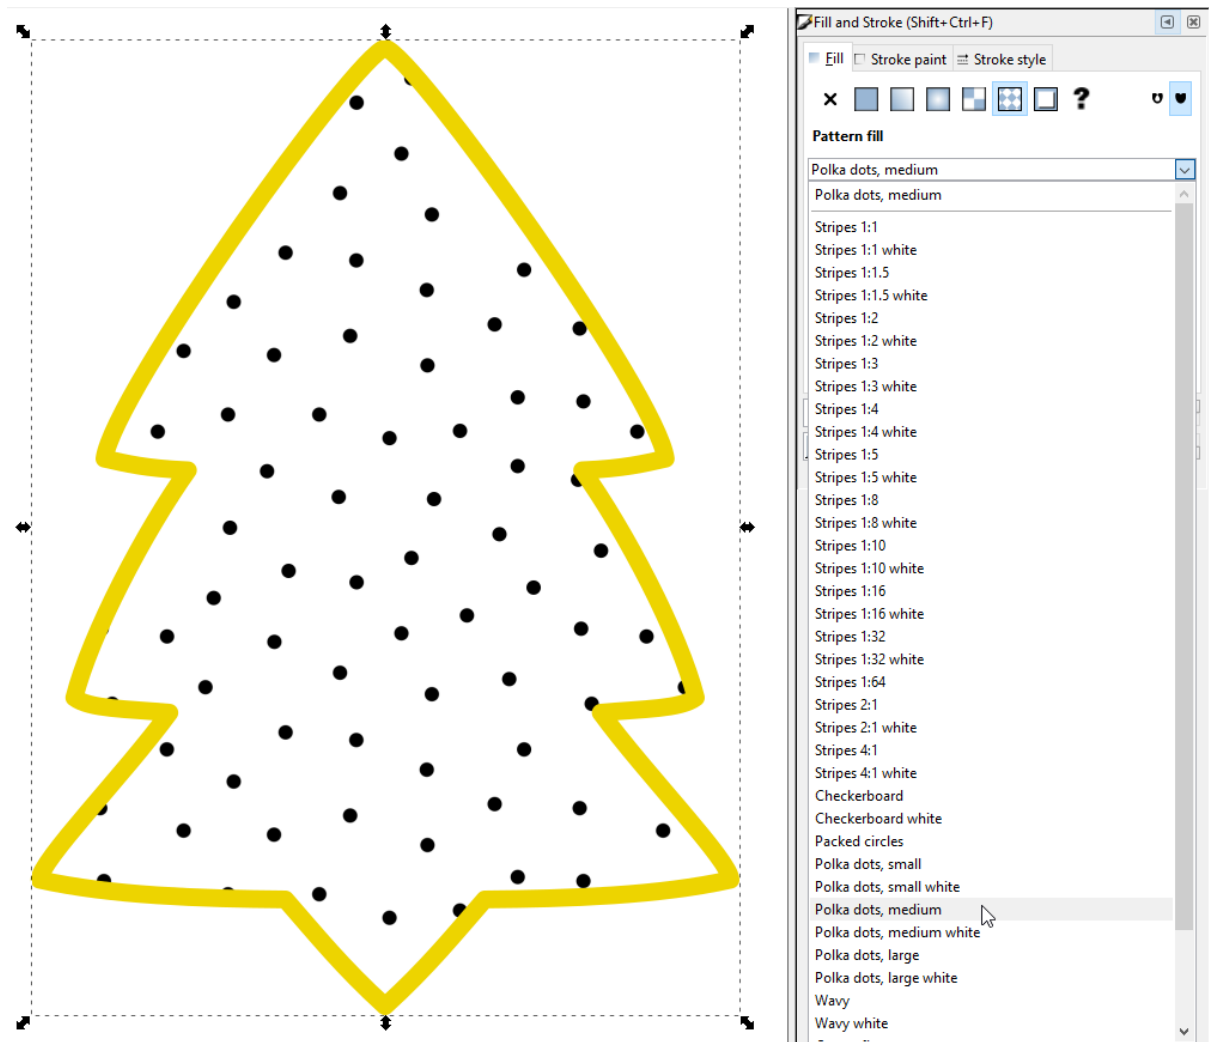 Fill and Stroke (Shift+Ctrl+F)
Fill
Stroke paint
Stroke style
?
Pattern fill
Polka dots, medium
Polka dots, medium
Stripes 1:1
Stripes 1:1 white
Stripes 1:1.5
Stripes 1:1.5 white
Stripes 1:2
Stripes 1:2 white
Stripes 1:3
Stripes 1:3 white
Stripes 1:4
Stripes 1:4 white
Stripes 1:5
Stripes 1:5 white
Stripes 1:8
Stripes 1:8 white
Stripes 1:10
Stripes 1:10 white
Stripes 1:16
Stripes 1:16 white
Stripes 1:32
Stripes 1:32 white
Stripes 1:64
Stripes 2:1
Stripes 2:1 white
Stripes 4:1
Stripes 4:1 white
Checkerboard
Checkerboard white
Packed circles
Polka dots, small
Polka dots, small white
Polka dots, medium
Polka dots, medium white
Polka dots, large
Polka dots, large white
Wavy
Wavy white